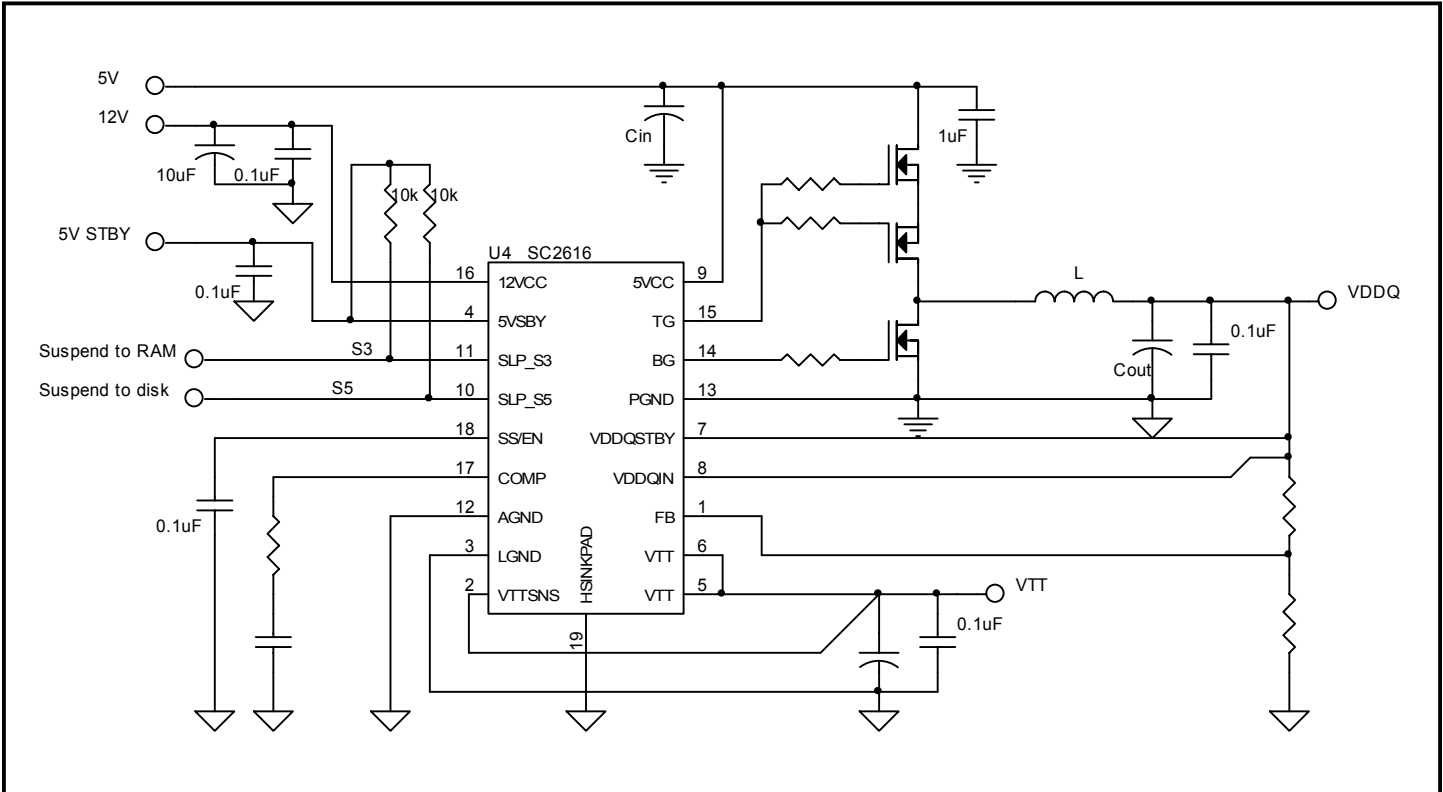 5V
12V
Cin
1uF
10uF
0.1uF
10k
10k
5V STBY
0.1uF
U4 SC2616
16 12VCC 5VCC 9
4 5VSBY TG 15
Suspend to RAM S3 11 SLP_S3 BG 14
Suspend to disk S5 10 SLP_S5 PGND 13
18 SS/EN VDDQSTBY 7
17 COMP VDDQIN 8
12 AGND FB 1
3 LGND VTT 6
2 VTTSNS VTT 5
HSINKPAD
19
0.1uF
L
VDDQ
0.1uF
Cout
VTT
0.1uF